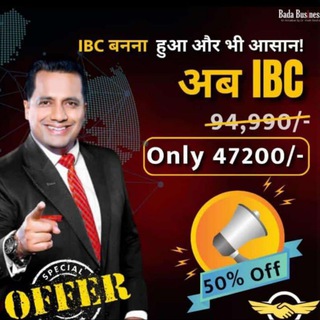 Bada Business
IBC बनना हुआ और भी आसान!
अब IBC
94,990/-
Only 47200/-
50% Off
SPECIAL
OFFER